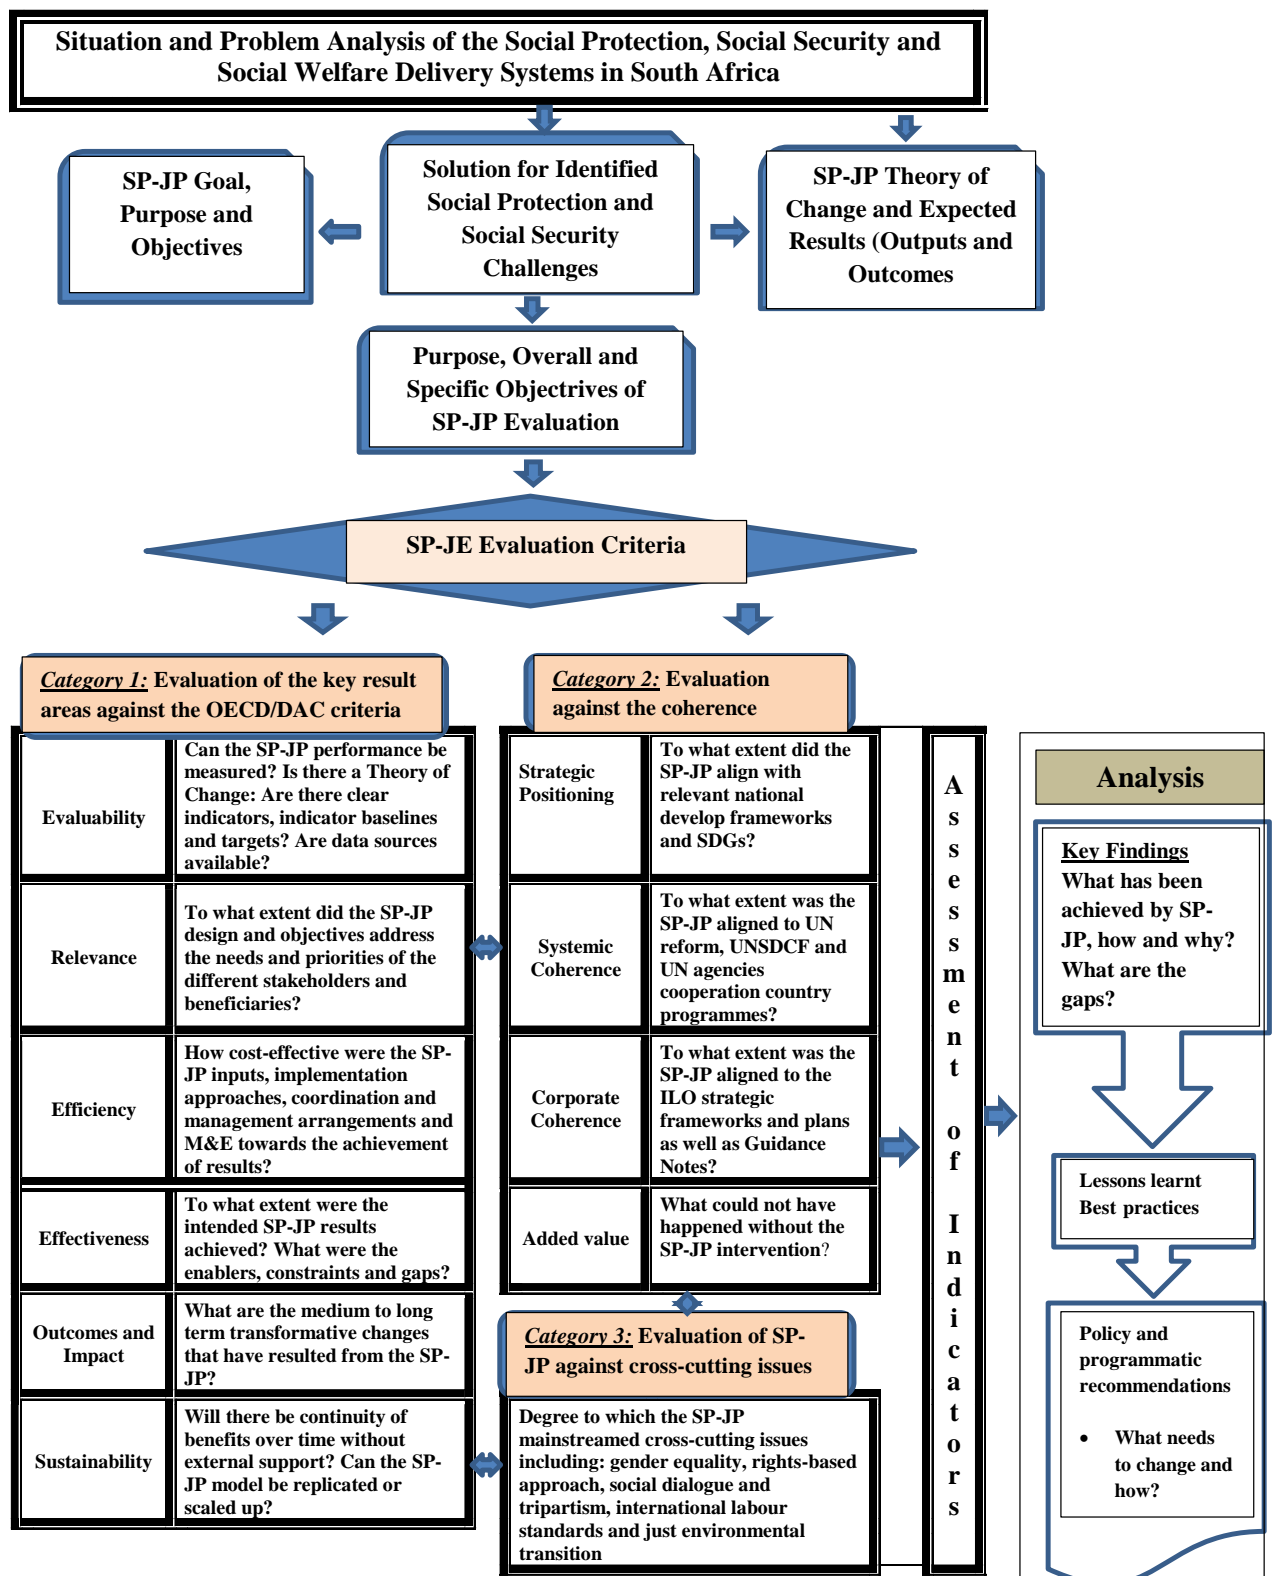 Situation and Problem Analysis of the Social Protection, Social Security and
Social Welfare Delivery Systems in South Africa
SP-JP Goal,
Purpose and
Objectives
Solution for Identified
Social Protection and
Social Security
Challenges
SP-JP Theory of
Change and Expected
Results (Outputs and
Outcomes
Purpose, Overall and
Specific Objectrives of
SP-JP Evaluation
SP-JE Evaluation Criteria
Category 1: Evaluation of the key result
areas against the OECD/DAC criteria
Evaluability
Can the SP-JP performance be
measured? Is there a Theory of
Change: Are there clear
indicators, indicator baselines
and targets? Are data sources
available?
Relevance
To what extent did the SP-JP
design and objectives address
the needs and priorities of the
different stakeholders and
beneficiaries?
Efficiency
How cost-effective were the SP-
JP inputs, implementation
approaches, coordination and
management arrangements and
M&E towards the achievement
of results?
Effectiveness
To what extent were the
intended SP-JP results
achieved? What were the
enablers, constraints and gaps?
Outcomes and
Impact
What are the medium to long
term transformative changes
that have resulted from the SP-
JP?
Sustainability
Will there be continuity of
benefits over time without
external support? Can the SP-
JP model be replicated or
scaled up?
Category 2: Evaluation
against the coherence
Strategic
Positioning
To what extent did the
SP-JP align with
relevant national
develop frameworks
and SDGs?
Systemic
Coherence
To what extent was the
SP-JP aligned to UN
reform, UNSDCF and
UN agencies
cooperation country
programmes?
Corporate
Coherence
To what extent was the
SP-JP aligned to the
ILO strategic
frameworks and plans
as well as Guidance
Notes?
Added value
What could not have
happened without the
SP-JP intervention?
Category 3: Evaluation of SP-
JP against cross-cutting issues
Degree to which the SP-JP
mainstreamed cross-cutting issues
including: gender equality, rights-based
approach, social dialogue and
tripartism, international labour
standards and just environmental
transition
Assessment of Indicators
Analysis
Key Findings
What has been
achieved by SP-
JP, how and why?
What are the
gaps?
Lessons learnt
Best practices
Policy and
programmatic
recommendations
• What needs
to change and
how?